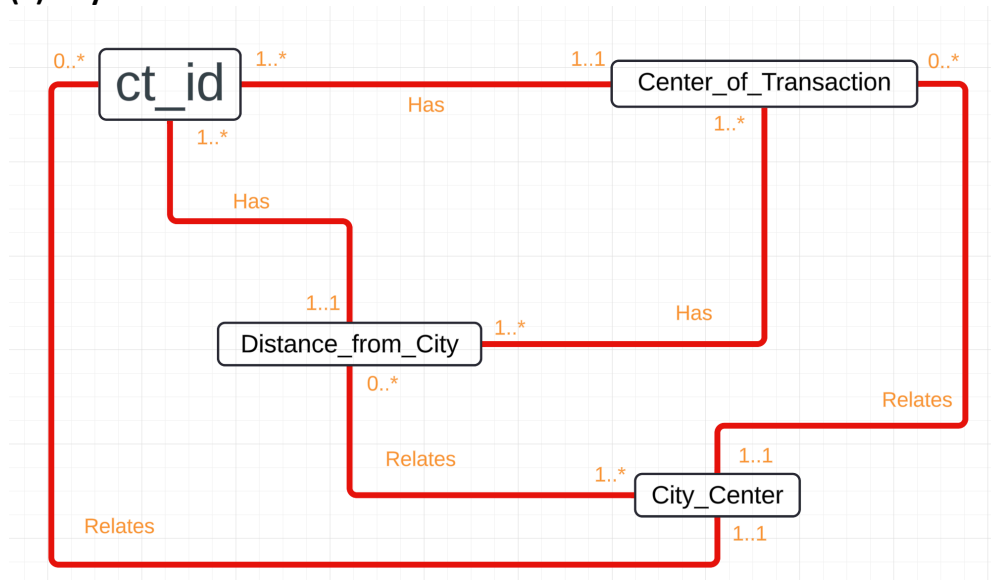 0..*
ct_id
1..*
1..1
Center_of_Transaction
0..*
Has
1..*
1..*
Has
1..1
Has
1..*
Distance_from_City
0..*
Relates
Relates
1..1
1..*
City_Center
Relates
1..1